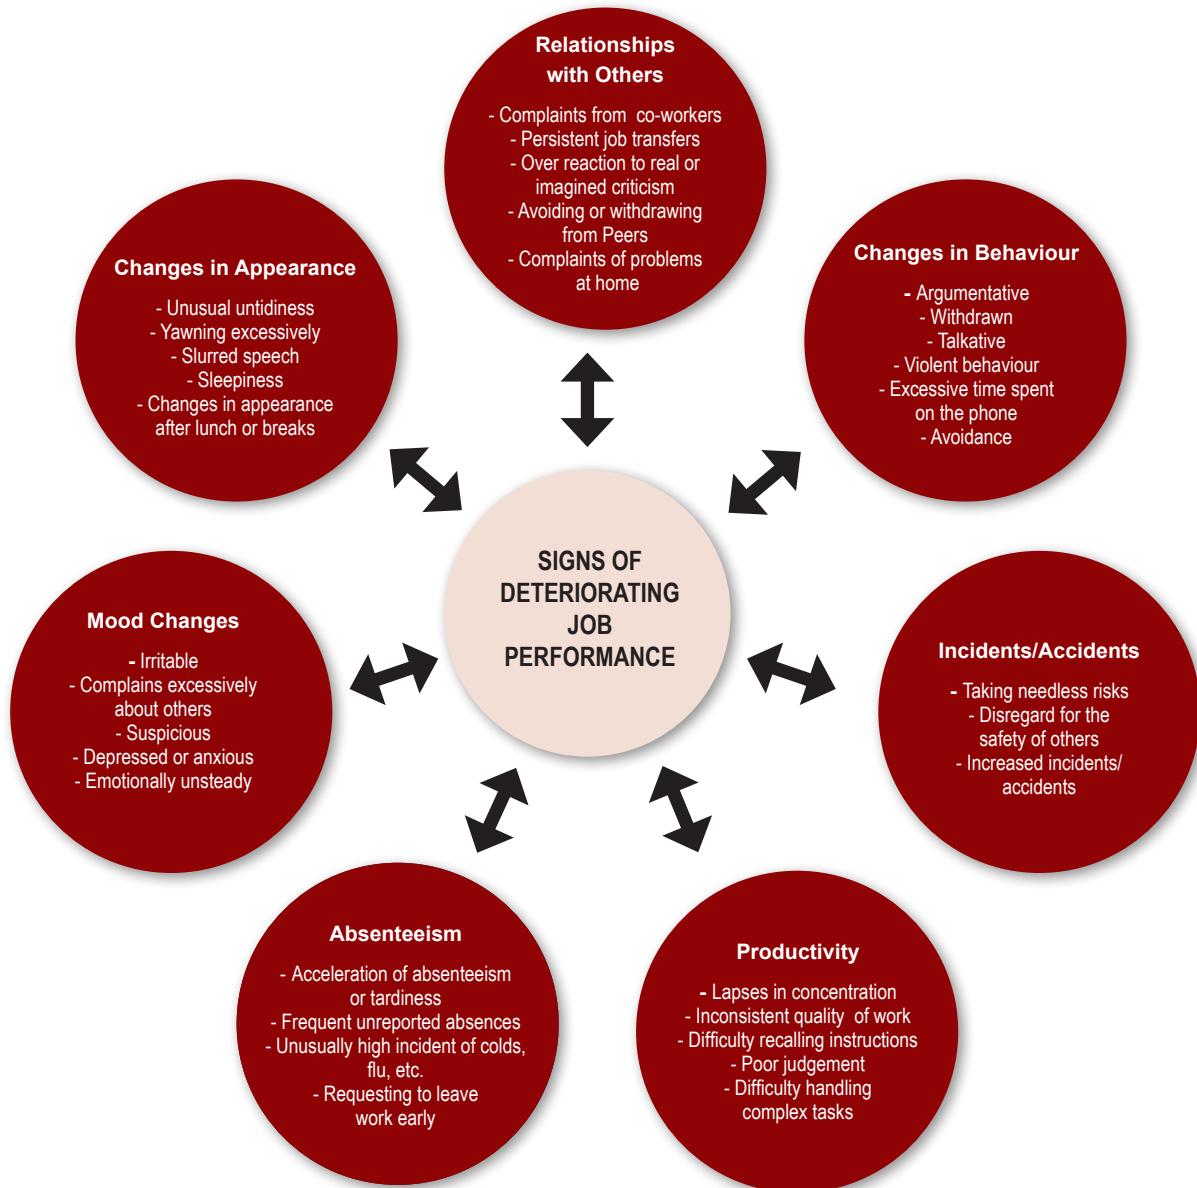 Relationships
with Others
- Complaints from co-workers
- Persistent job transfers
- Over reaction to real or
imagined criticism
- Avoiding or withdrawing
from Peers
- Complaints of problems
at home
Changes in Appearance
- Unusual untidiness
- Yawning excessively
- Slurred speech
- Sleepiness
- Changes in appearance
after lunch or breaks
Changes in Behaviour
- Argumentative
- Withdrawn
- Talkative
- Violent behaviour
- Excessive time spent
on the phone
- Avoidance
SIGNS OF
DETERIORATING
JOB
PERFORMANCE
Mood Changes
- Irritable
- Complains excessively
about others
- Suspicious
- Depressed or anxious
- Emotionally unsteady
Incidents/Accidents
- Taking needless risks
- Disregard for the
safety of others
- Increased incidents/
accidents
Absenteeism
- Acceleration of absenteeism
or tardiness
- Frequent unreported absences
- Unusually high incident of colds,
flu, etc.
- Requesting to leave
work early
Productivity
- Lapses in concentration
- Inconsistent quality of work
- Difficulty recalling instructions
- Poor judgement
- Difficulty handling
complex tasks